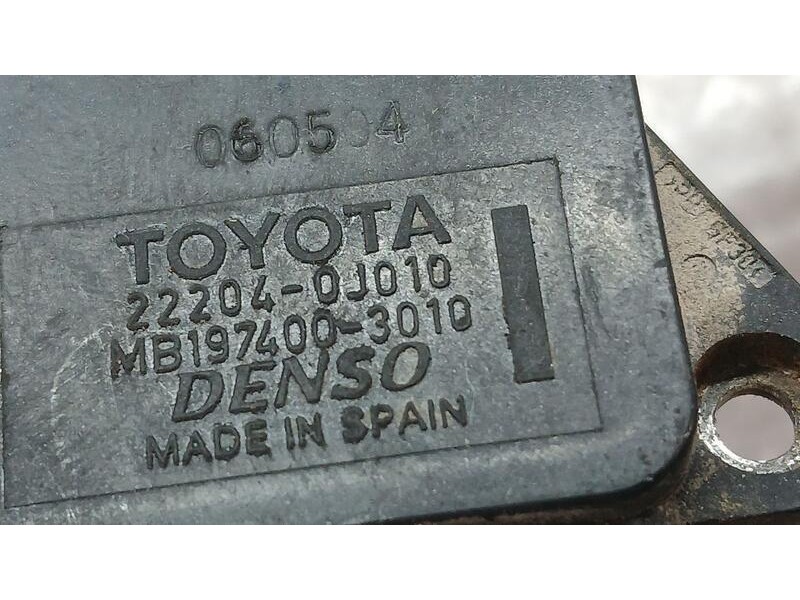 060504
TOYOTA
22204-0J010
MB197400-3010
DENSO
MADE IN SPAIN